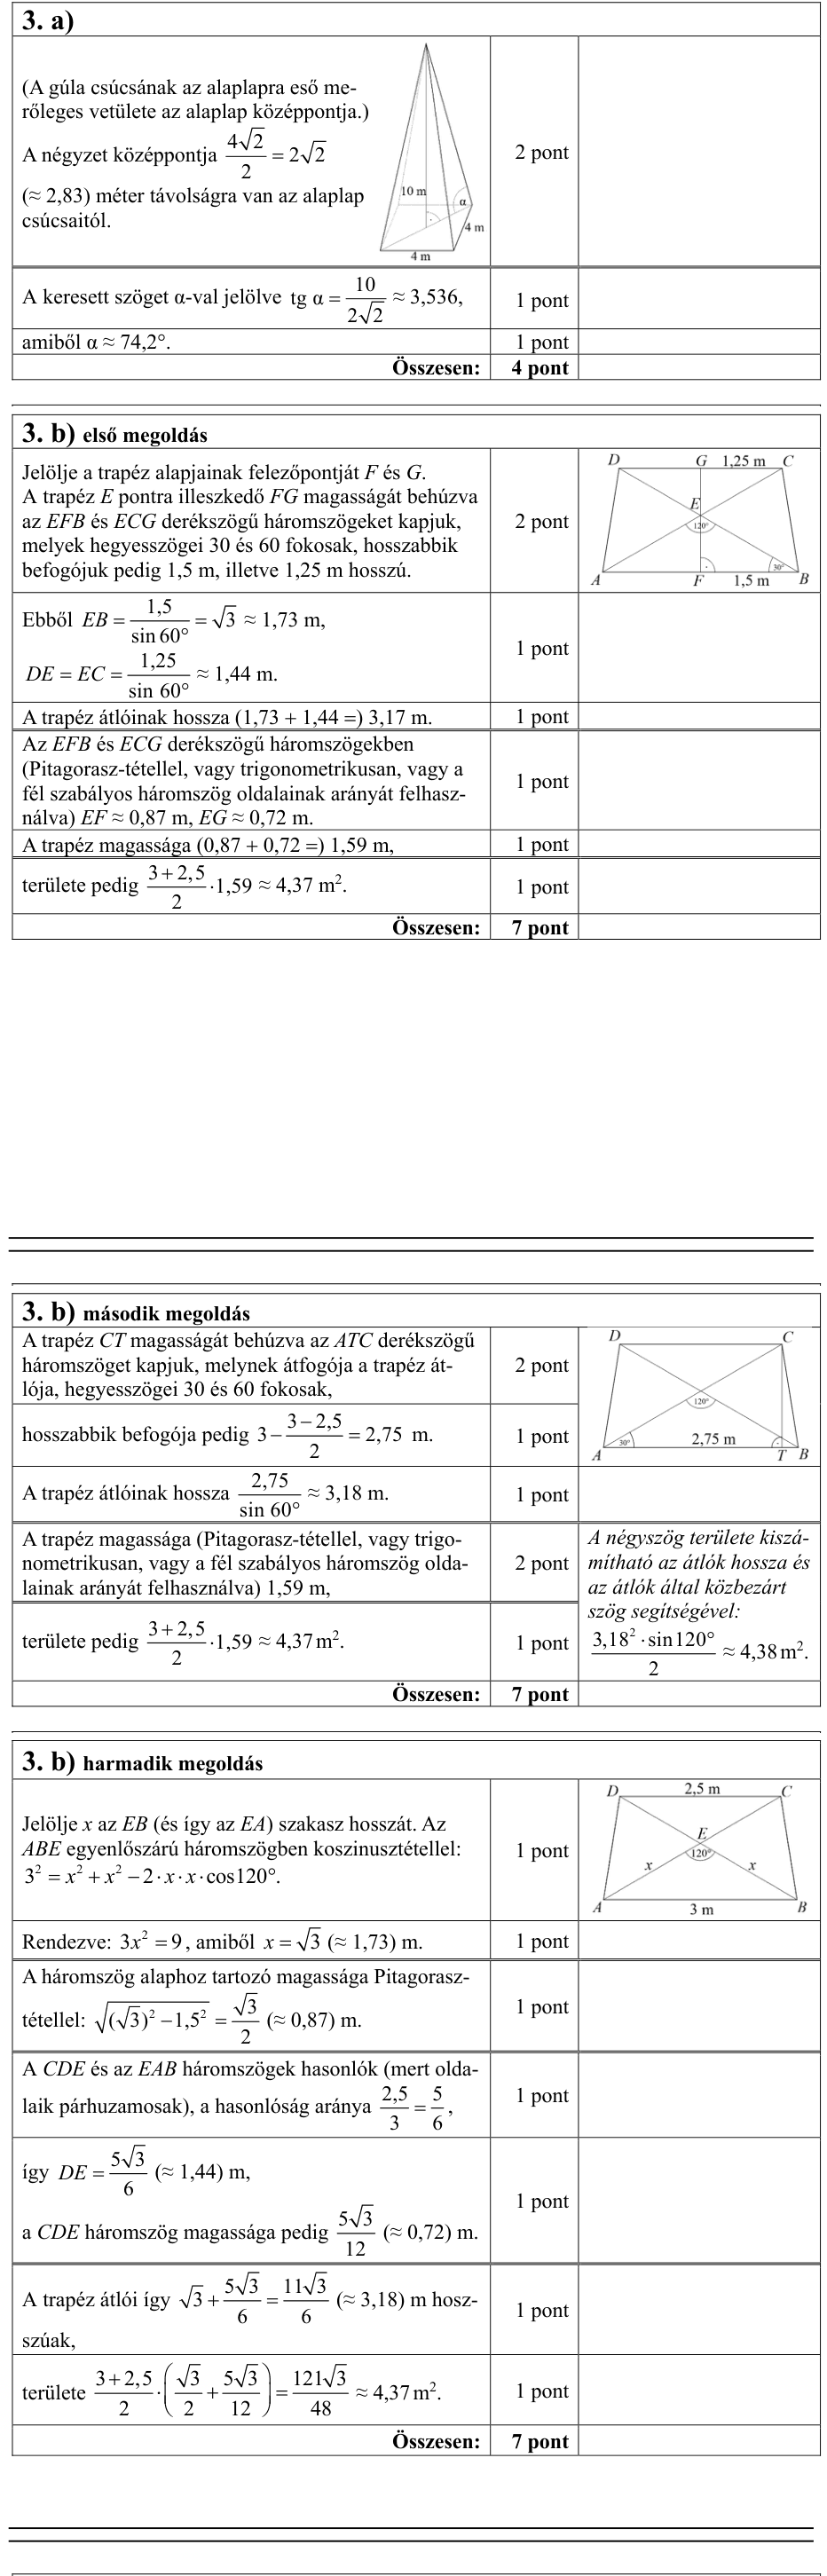 3. a)
(A gúla csúcsának az alaplapra eső me-
rőleges vetülete az alaplap középpontja.)
A négyzet középpontja 4√2/2 = 2√2
(≈ 2,83) méter távolságra van az alaplap
csúcsaitól.
10 m
α
4 m
4 m
2 pont
A keresett szöget α-val jelölve tg α = 10/(2√2) ≈ 3,536,
1 pont
amiből α ≈ 74,2°.
1 pont
Összesen:
4 pont
3. b) első megoldás
Jelölje a trapéz alapjainak felezőpontját F és G.
A trapéz E pontra illeszkedő FG magasságát behúzva
az EFB és ECG derékszögű háromszögeket kapjuk,
melyek hegyesszögei 30 és 60 fokosak, hosszabbik
befogójuk pedig 1,5 m, illetve 1,25 m hosszú.
2 pont
D G 1,25 m C
E
120°
30°
A F 1,5 m B
Ebből EB = 1,5/sin 60° = √3 ≈ 1,73 m,
DE = EC = 1,25/sin 60° ≈ 1,44 m.
1 pont
A trapéz átlóinak hossza (1,73 + 1,44 =) 3,17 m.
1 pont
Az EFB és ECG derékszögű háromszögekben
(Pitagorasz-tétellel, vagy trigonometrikusan, vagy a
fél szabályos háromszög oldalainak arányát felhasz-
nálva) EF ≈ 0,87 m, EG ≈ 0,72 m.
1 pont
A trapéz magassága (0,87 + 0,72 =) 1,59 m,
1 pont
területe pedig (3 + 2,5)/2 · 1,59 ≈ 4,37 m².
1 pont
Összesen:
7 pont
3. b) második megoldás
A trapéz CT magasságát behúzva az ATC derékszögű
háromszöget kapjuk, melynek átfogója a trapéz át-
lója, hegyesszögei 30 és 60 fokosak,
2 pont
D C
120°
30°
2,75 m
A T B
hosszabbik befogója pedig 3 − (3 − 2,5)/2 = 2,75 m.
1 pont
A trapéz átlóinak hossza 2,75/sin 60° ≈ 3,18 m.
1 pont
A trapéz magassága (Pitagorasz-tétellel, vagy trigo-
nometrikusan, vagy a fél szabályos háromszög olda-
lainak arányát felhasználva) 1,59 m,
2 pont
területe pedig (3 + 2,5)/2 · 1,59 ≈ 4,37 m².
1 pont
A négyszög területe kiszá-
mítható az átlók hossza és
az átlók által közbezárt
szög segítségével:
(3,18² · sin120°)/2 ≈ 4,38 m².
Összesen:
7 pont
3. b) harmadik megoldás
Jelölje x az EB (és így az EA) szakasz hosszát. Az
ABE egyenlőszárú háromszögben koszinusztétellel:
3² = x² + x² − 2 · x · x · cos120°.
1 pont
D 2,5 m C
E
120°
x x
A 3 m B
Rendezve: 3x² = 9, amiből x = √3 (≈ 1,73) m.
1 pont
A háromszög alaphoz tartozó magassága Pitagorasz-
tétellel: √((√3)² − 1,5²) = √3/2 (≈ 0,87) m.
1 pont
A CDE és az EAB háromszögek hasonlók (mert olda-
laik párhuzamosak), a hasonlóság aránya 2,5/3 = 5/6,
1 pont
így DE = 5√3/6 (≈ 1,44) m,
a CDE háromszög magassága pedig 5√3/12 (≈ 0,72) m.
1 pont
A trapéz átlói így √3 + 5√3/6 = 11√3/6 (≈ 3,18) m hosz-
szúak,
1 pont
területe (3 + 2,5)/2 · (√3/2 + 5√3/12) = 121√3/48 ≈ 4,37 m².
1 pont
Összesen:
7 pont